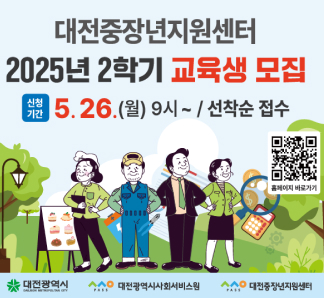 대전중장년지원센터
2025년 2학기 교육생 모집
신청
기간
5. 26.(월) 9시~ / 선착순 접수
홈페이지 바로가기
대전광역시
대전광역시사회서비스원
대전중장년지원센터